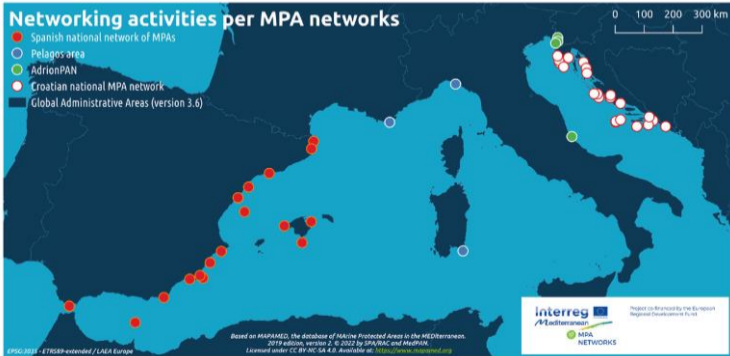 Networking activities per MPA networks
Spanish national network of MPAs
Pelagos area
AdrionPAN
Croatian national MPA network
Global Administrative Areas (version 3.6)
0 100 200 300 km
Based on MAPAMED, the database of MArine Protected Areas in the MEDiterranean.
2019 edition, version 2. © 2022 by SPA/RAC and MedPAN.
Licensed under CC BY-NC-SA 4.0. Available at: https://www.mapamed.org
EPSG:3035 - ETRS89-extended / LAEA Europe
Interreg
Mediterranean
MPA
NETWORKS
Project co-financed by the European
Regional Development Fund